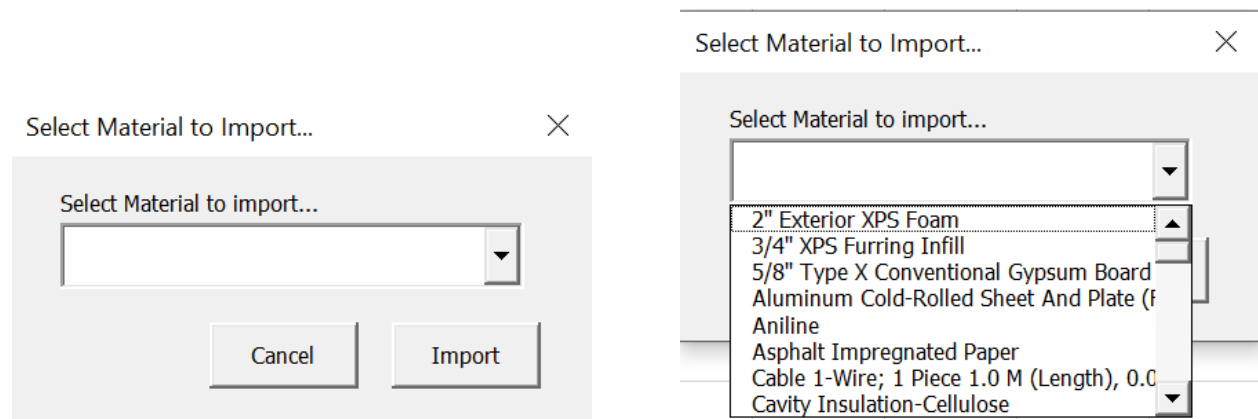 Select Material to Import...
Select Material to import...
Cancel
Import
Select Material to Import...
Select Material to import...
2" Exterior XPS Foam
3/4" XPS Furring Infill
5/8" Type X Conventional Gypsum Board
Aluminum Cold-Rolled Sheet And Plate (F
Aniline
Asphalt Impregnated Paper
Cable 1-Wire; 1 Piece 1.0 M (Length), 0.0
Cavity Insulation-Cellulose